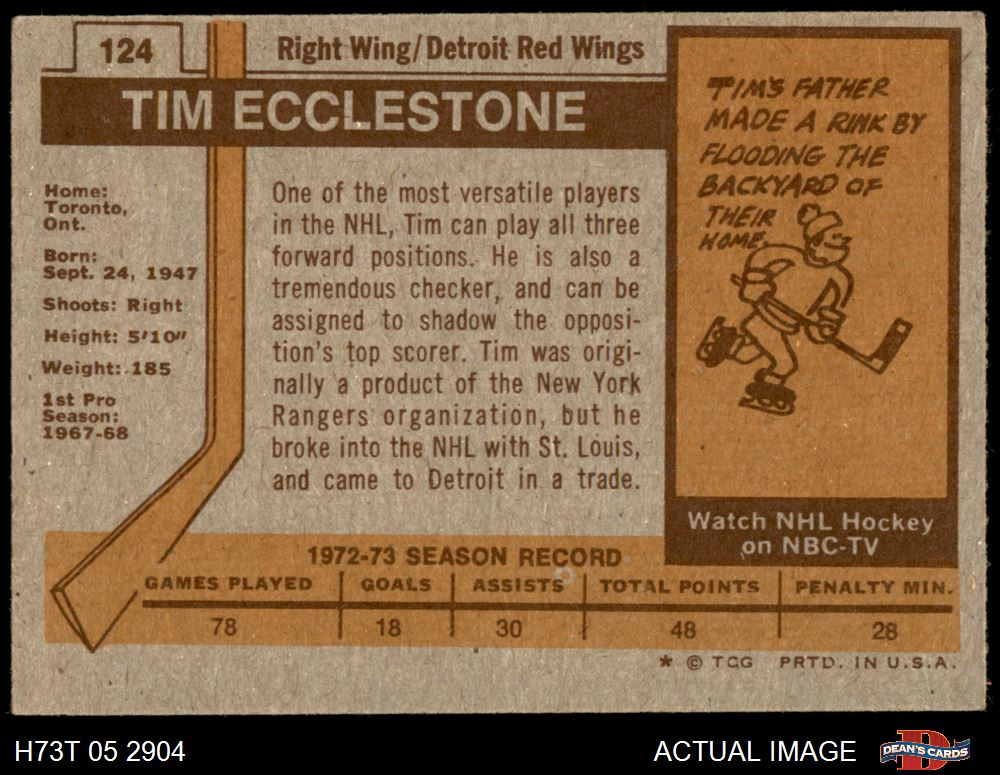 124
Right Wing/Detroit Red Wings
TIM ECCLESTONE
Home:
Toronto,
Ont.
Born:
Sept. 24, 1947
Shoots: Right
Height: 5'10"
Weight: 185
1st Pro
Season:
1967-68
One of the most versatile players
in the NHL, Tim can play all three
forward positions. He is also a
tremendous checker, and can be
assigned to shadow the opposi-
tion's top scorer. Tim was origi-
nally a product of the New York
Rangers organization, but he
broke into the NHL with St. Louis,
and came to Detroit in a trade.
TIM'S FATHER
MADE A RINK BY
FLOODING THE
BACKYARD OF
THEIR
HOME.
Watch NHL Hockey
on NBC-TV
1972-73 SEASON RECORD
GAMES PLAYED GOALS ASSISTS TOTAL POINTS PENALTY MIN.
78 18 30 48 28
* © TCG PRTD. IN U.S.A.
H73T 05 2904 ACTUAL IMAGE DEAN'S CARDS